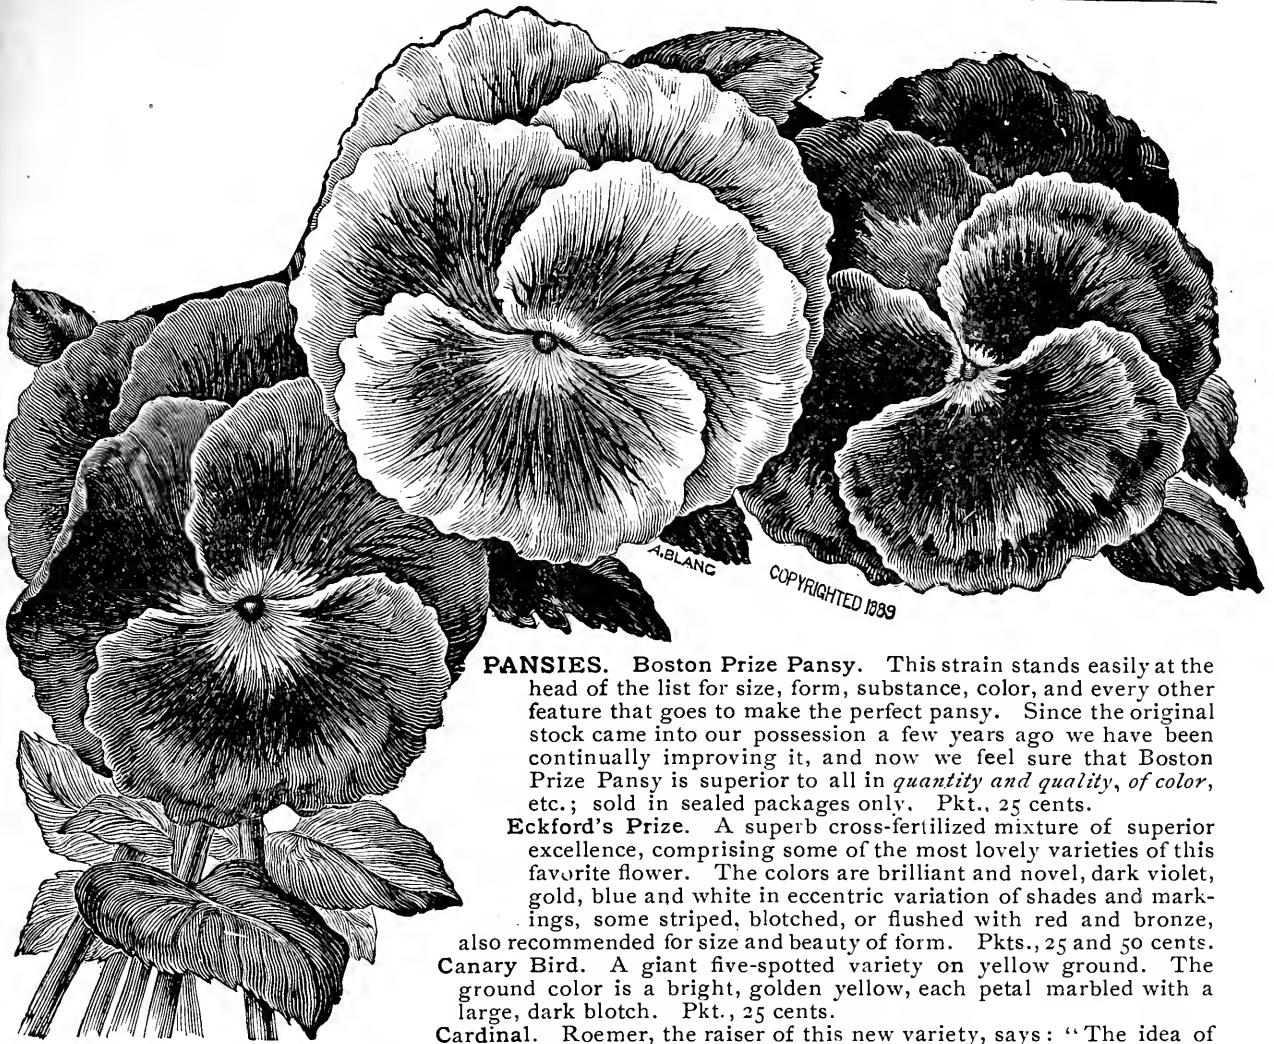 A.BLANC
COPYRIGHTED 1889
PANSIES. Boston Prize Pansy. This strain stands easily at the
head of the list for size, form, substance, color, and every other
feature that goes to make the perfect pansy. Since the original
stock came into our possession a few years ago we have been
continually improving it, and now we feel sure that Boston
Prize Pansy is superior to all in quantity and quality, of color,
etc.; sold in sealed packages only. Pkt., 25 cents.
Eckford's Prize. A superb cross-fertilized mixture of superior
excellence, comprising some of the most lovely varieties of this
favorite flower. The colors are brilliant and novel, dark violet,
gold, blue and white in eccentric variation of shades and mark-
ings, some striped, blotched, or flushed with red and bronze,
also recommended for size and beauty of form. Pkts., 25 and 50 cents.
Canary Bird. A giant five-spotted variety on yellow ground. The
ground color is a bright, golden yellow, each petal marbled with a
large, dark blotch. Pkt., 25 cents.
Cardinal. Roemer, the raiser of this new variety, says: "The idea of